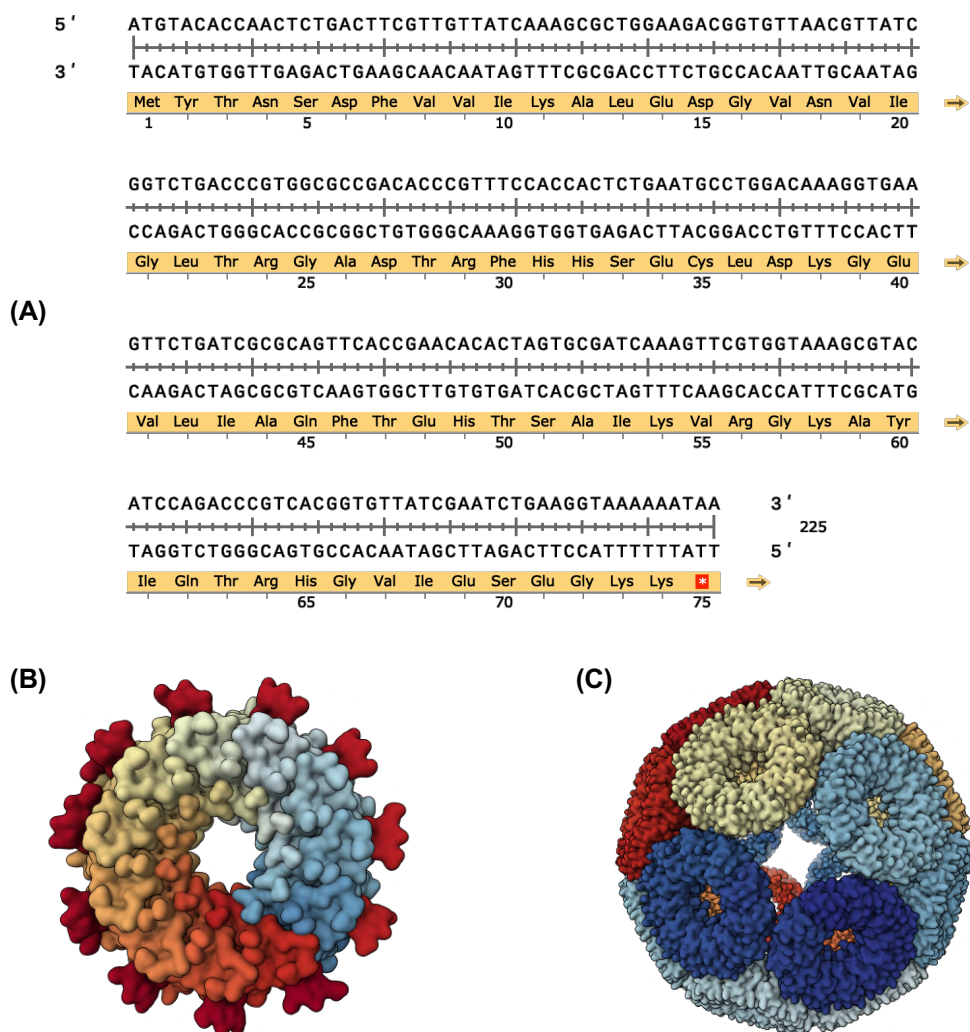 5 ′ ATGTACACCAACTCTGACTTCGTTGTTATCAAAGCGCTGGAAGACGGTGTTAACGTTATC
3 ′ TACATGTGGTTGAGACTGAAGCAACAATAGTTTCGCGACCTTCTGCCACAATTGCAATAG
Met Tyr Thr Asn Ser Asp Phe Val Val Ile Lys Ala Leu Glu Asp Gly Val Asn Val Ile
1 5 10 15 20
GGTCTGACCCGTGGCGCCGACACCCGTTTCCACCACTCTGAATGCCTGGACAAAGGTGAA
CCAGACTGGGCACCGCGGCTGTGGGCAAAGGTGGTGAGACTTACGGACCTGTTTCCACTT
Gly Leu Thr Arg Gly Ala Asp Thr Arg Phe His His Ser Glu Cys Leu Asp Lys Gly Glu
25 30 35 40
(A)
GTTCTGATCGCGCAGTTCACCGAACACACTAGTGCGATCAAAGTTCGTGGTAAAGCGTAC
CAAGACTAGCGCGTCAAGTGGCTTGTGTGATCACGCTAGTTTCAAGCACCATTTCGCATG
Val Leu Ile Ala Gln Phe Thr Glu His Thr Ser Ala Ile Lys Val Arg Gly Lys Ala Tyr
45 50 55 60
ATCCAGACCCGTCACGGTGTTATCGAATCTGAAGGTAAAAAATAA 3 ′
225
TAGGTCTGGGCAGTGCCACAATAGCTTAGACTTCCATTTTTTATT 5 ′
Ile Gln Thr Arg His Gly Val Ile Glu Ser Glu Gly Lys Lys *
65 70 75
(B) (C)